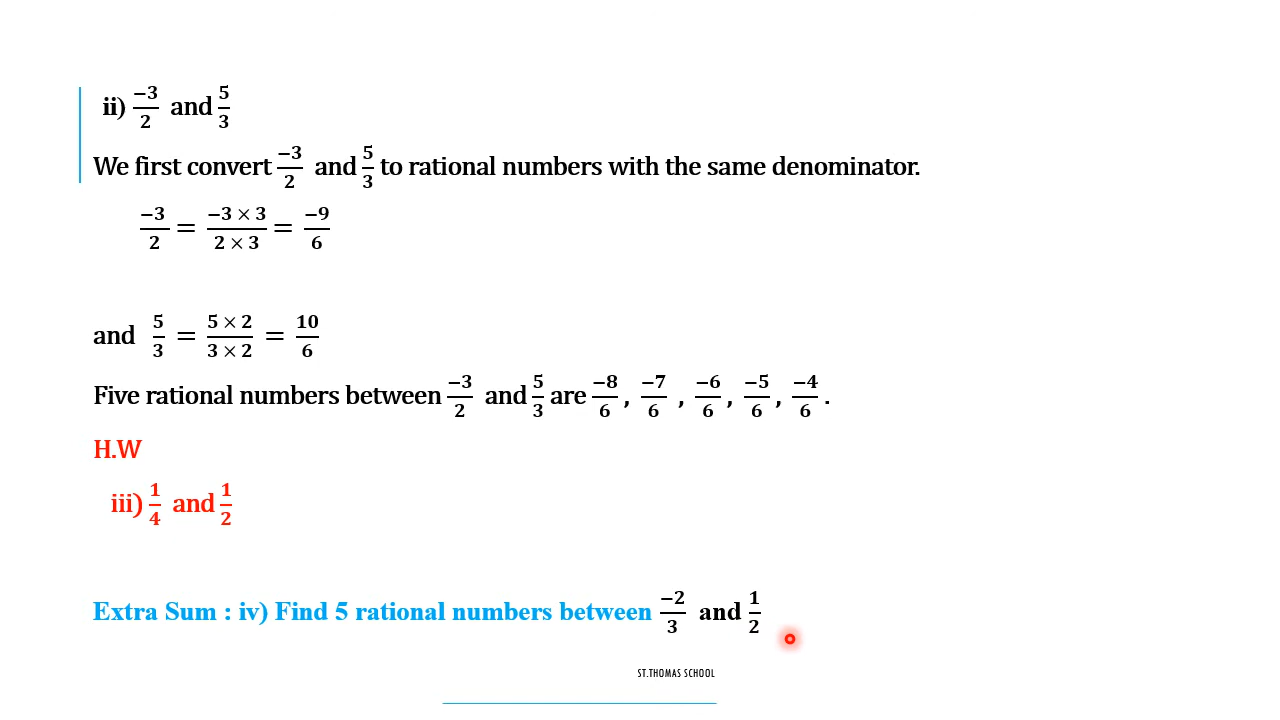 ii) −3/2 and 5/3
We first convert −3/2 and 5/3 to rational numbers with the same denominator.
−3/2 = −3 × 3/2 × 3 = −9/6
and 5/3 = 5 × 2/3 × 2 = 10/6
Five rational numbers between −3/2 and 5/3 are −8/6 , −7/6 , −6/6 , −5/6 , −4/6 .
H.W
iii) 1/4 and 1/2
Extra Sum : iv) Find 5 rational numbers between −2/3 and 1/2
ST.THOMAS SCHOOL